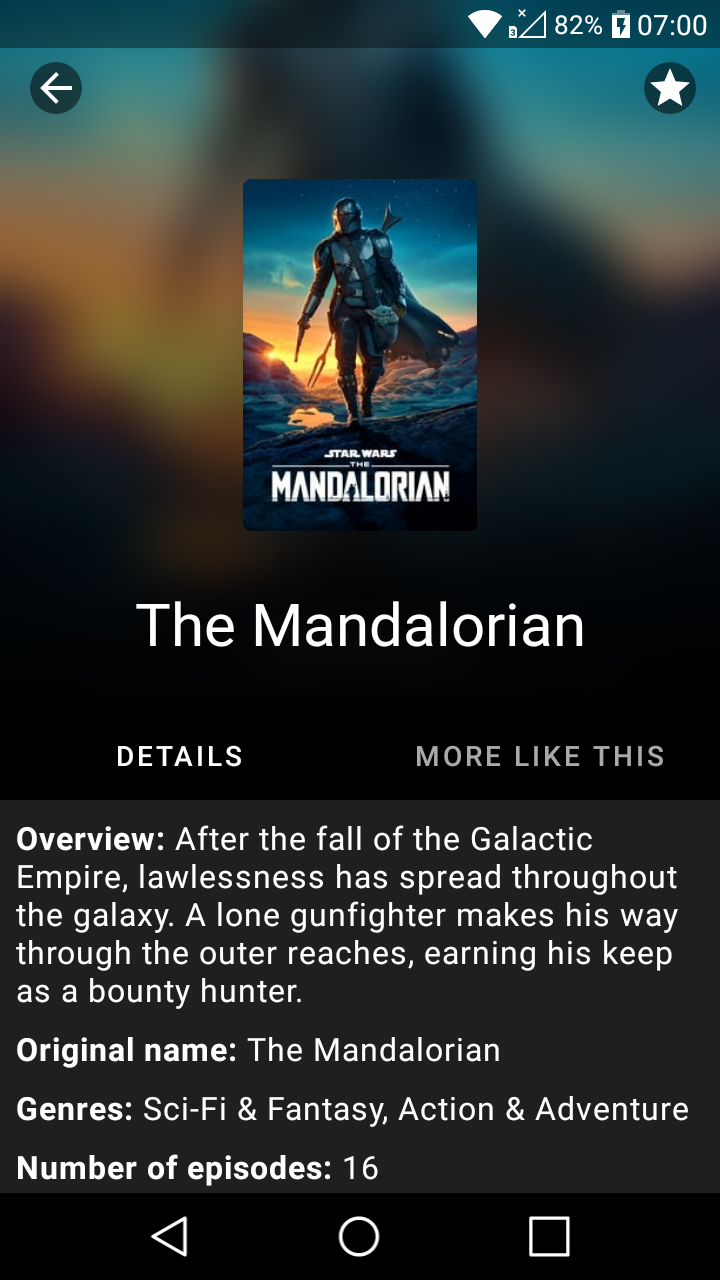 82% 07:00
STAR WARS
THE
MANDALORIAN
The Mandalorian
DETAILS MORE LIKE THIS
Overview: After the fall of the Galactic
Empire, lawlessness has spread throughout
the galaxy. A lone gunfighter makes his way
through the outer reaches, earning his keep
as a bounty hunter.
Original name: The Mandalorian
Genres: Sci-Fi & Fantasy, Action & Adventure
Number of episodes: 16